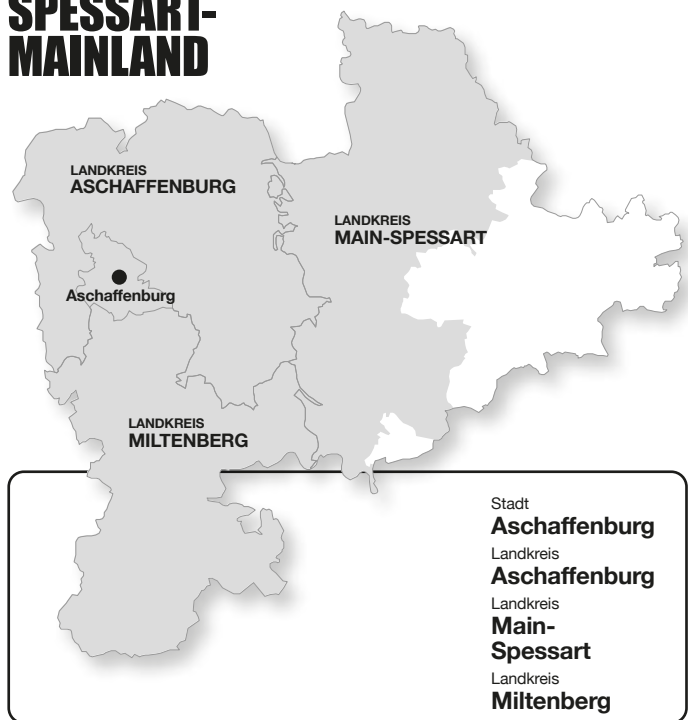 SPESSART-
MAINLAND
LANDKREIS
ASCHAFFENBURG
LANDKREIS
MAIN-SPESSART
Aschaffenburg
LANDKREIS
MILTENBERG
Stadt
Aschaffenburg
Landkreis
Aschaffenburg
Landkreis
Main-
Spessart
Landkreis
Miltenberg